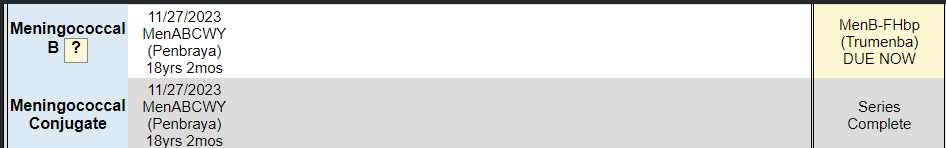 Meningococcal
B ?
11/27/2023
MenABCWY
(Penbraya)
18yrs 2mos
MenB-FHbp
(Trumenba)
DUE NOW
Meningococcal
Conjugate
11/27/2023
MenABCWY
(Penbraya)
18yrs 2mos
Series
Complete